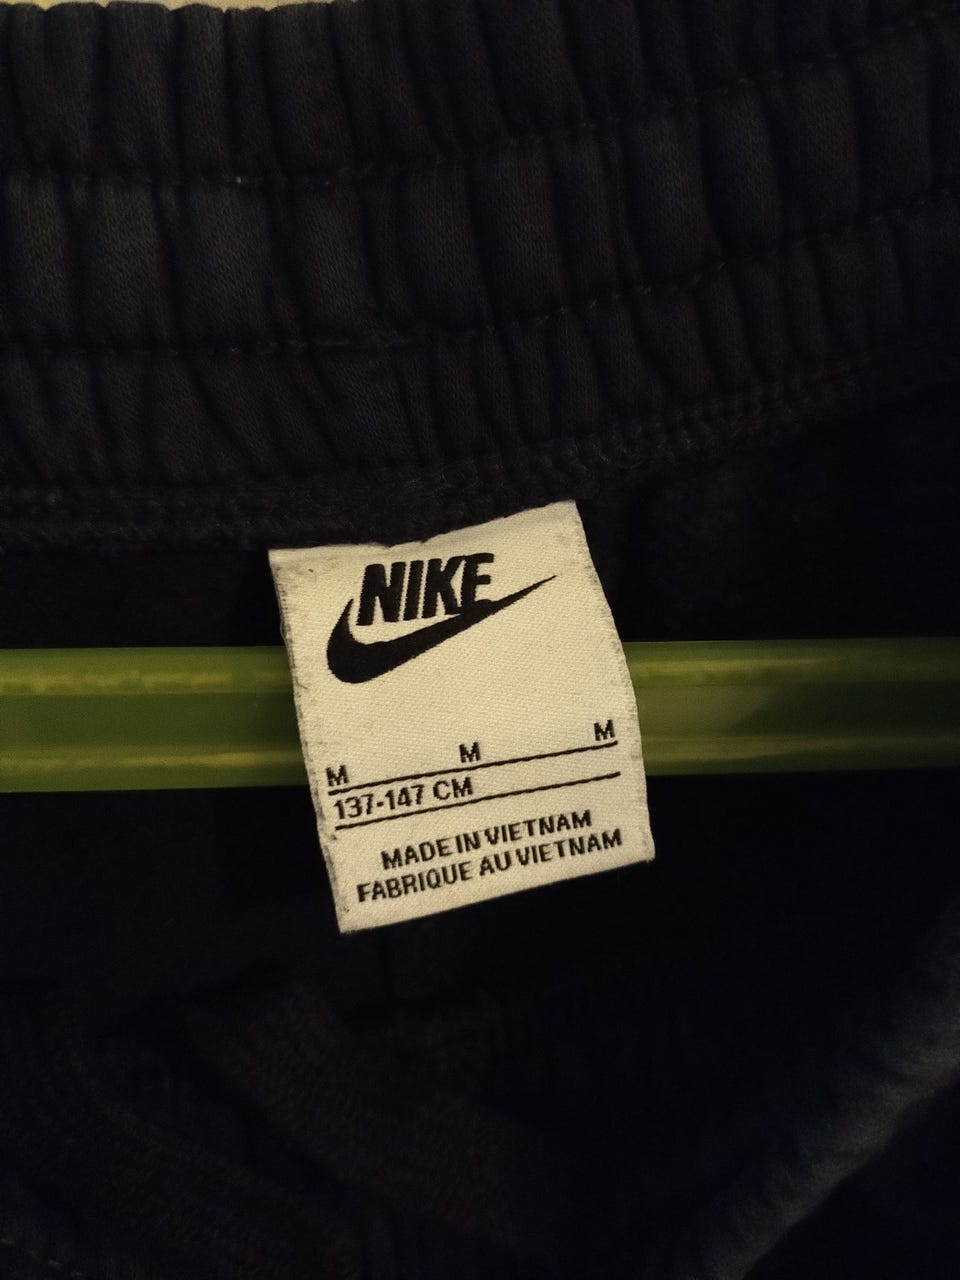 NIKE
M M M
137-147 CM
MADE IN VIETNAM
FABRIQUE AU VIETNAM